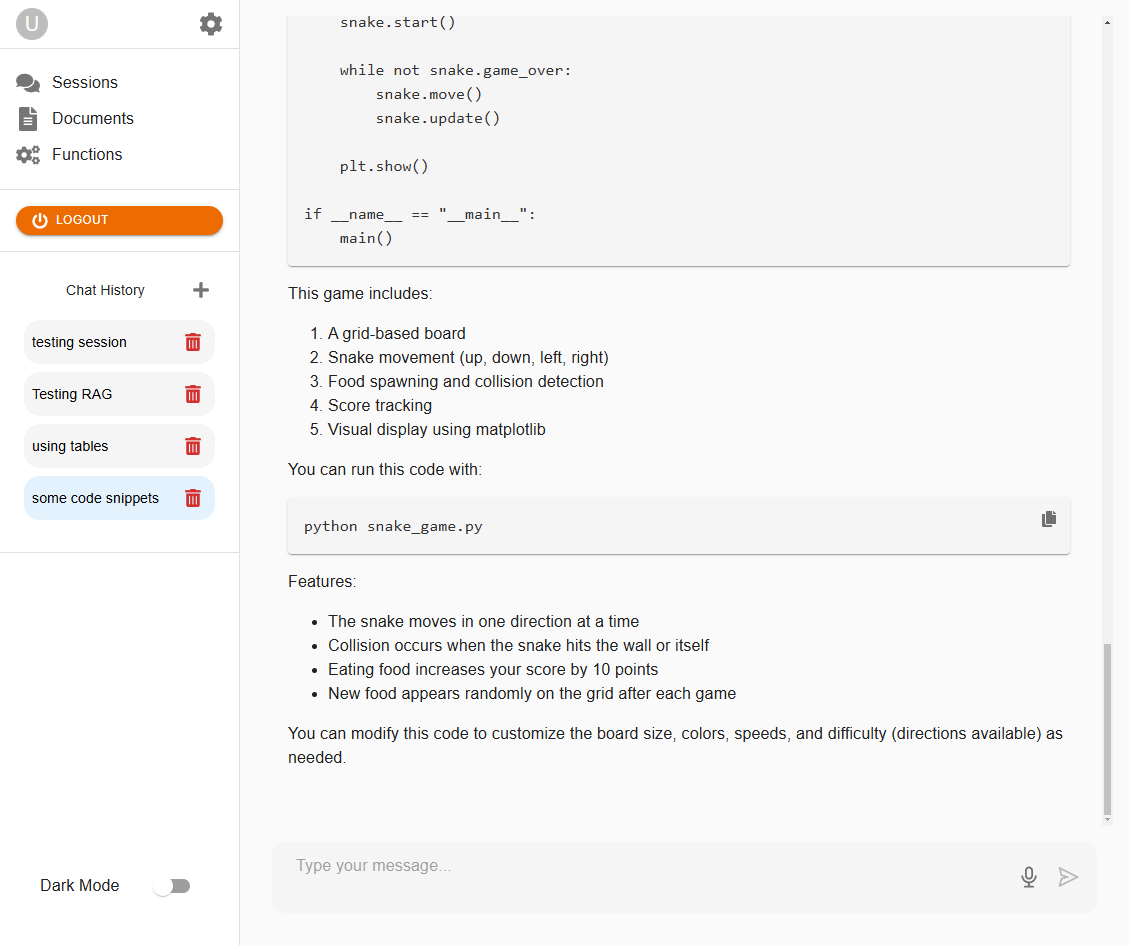 U
Sessions
Documents
Functions
LOGOUT
Chat History
testing session
Testing RAG
using tables
some code snippets
Dark Mode
snake.start()
while not snake.game_over:
snake.move()
snake.update()
plt.show()
if __name__ == "__main__":
main()
This game includes:
1. A grid-based board
2. Snake movement (up, down, left, right)
3. Food spawning and collision detection
4. Score tracking
5. Visual display using matplotlib
You can run this code with:
python snake_game.py
Features:
• The snake moves in one direction at a time
• Collision occurs when the snake hits the wall or itself
• Eating food increases your score by 10 points
• New food appears randomly on the grid after each game
You can modify this code to customize the board size, colors, speeds, and difficulty (directions available) as
needed.
Type your message...